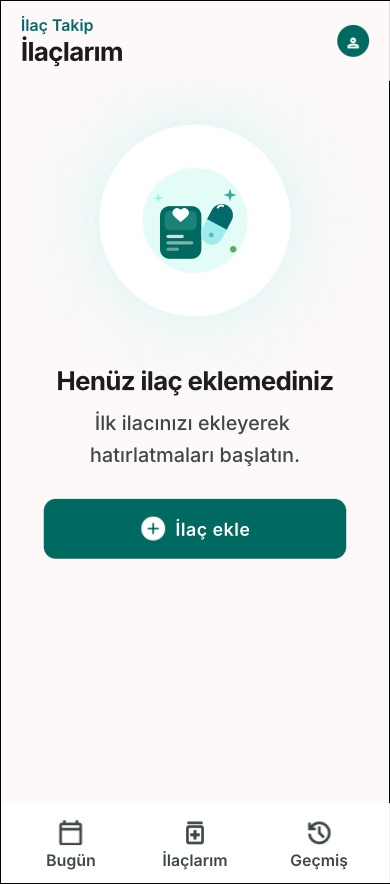 İlaç Takip
İlaçlarım
Henüz ilaç eklemediniz
İlk ilacınızı ekleyerek
hatırlatmaları başlatın.
İlaç ekle
Bugün
İlaçlarım
Geçmiş